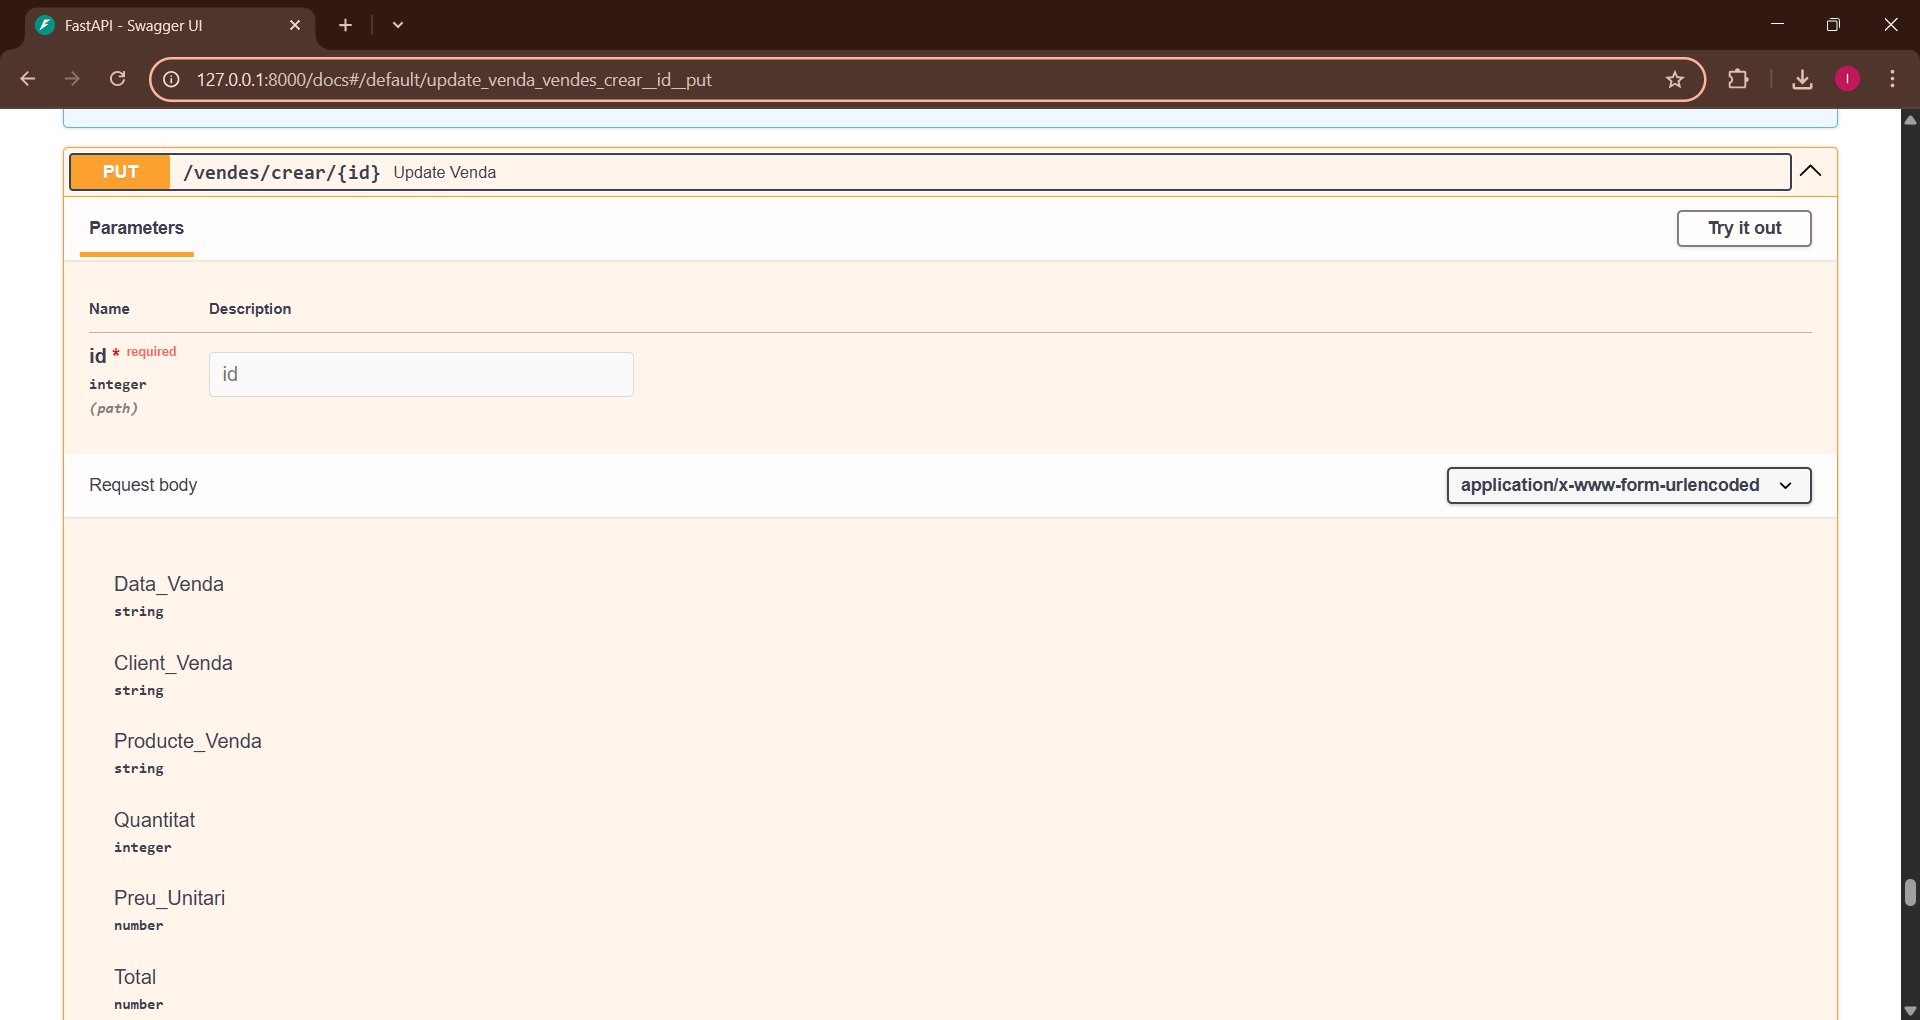 FastAPI - Swagger UI
127.0.0.1:8000/docs#/default/update_venda_vendes_crear__id__put
I
PUT /vendes/crear/{id} Update Venda
Parameters
Try it out
Name Description
id * required
integer
(path)
id
Request body
application/x-www-form-urlencoded
Data_Venda
string
Client_Venda
string
Producte_Venda
string
Quantitat
integer
Preu_Unitari
number
Total
number